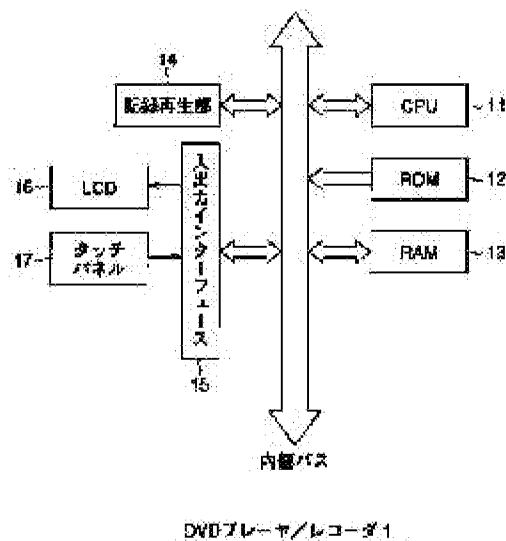 14
記録再生部
CPU
11
16
LCD
入出力インターフェース
ROM
12
17
タッチ
パネル
RAM
13
15
内部バス
DVDプレーヤ/レコーダ1